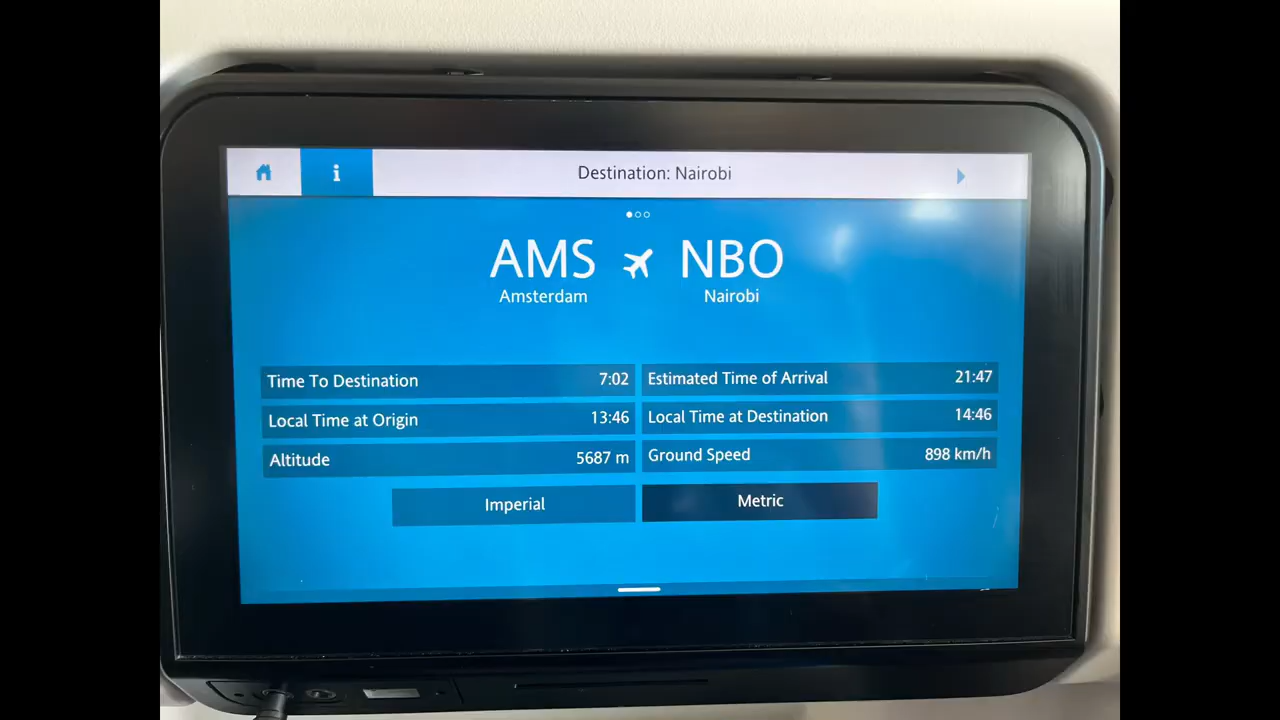 i Destination: Nairobi
AMS NBO
Amsterdam Nairobi
Time To Destination 7:02 Estimated Time of Arrival 21:47
Local Time at Origin 13:46 Local Time at Destination 14:46
Altitude 5687 m Ground Speed 898 km/h
Imperial Metric